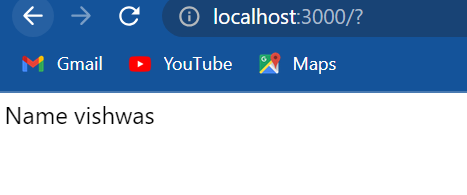 localhost:3000/?
Gmail YouTube Maps
Name vishwas